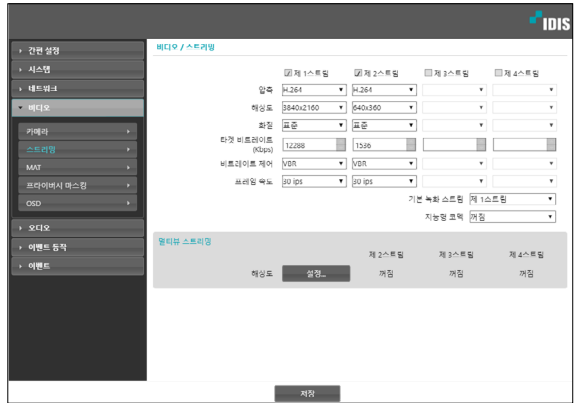 IDIS
간편 설정
시스템
네트워크
비디오
카메라
스트리밍
MAT
프라이버시 마스킹
OSD
오디오
이벤트 동작
이벤트
비디오 / 스트리밍
제 1스트림 제 2스트림 제 3스트림 제 4스트림
압축 H.264 H.264
해상도 3840x2160 640x360
화질 표준 표준
타겟 비트레이트
(Kbps) 12288 1536
비트레이트 제어 VBR VBR
프레임 속도 30 ips 30 ips
기본 녹화 스트림 제 1스트림
지능형 코덱 꺼짐
멀티뷰 스트리밍
제 2스트림 제 3스트림 제 4스트림
해상도 설정... 꺼짐 꺼짐 꺼짐
저장